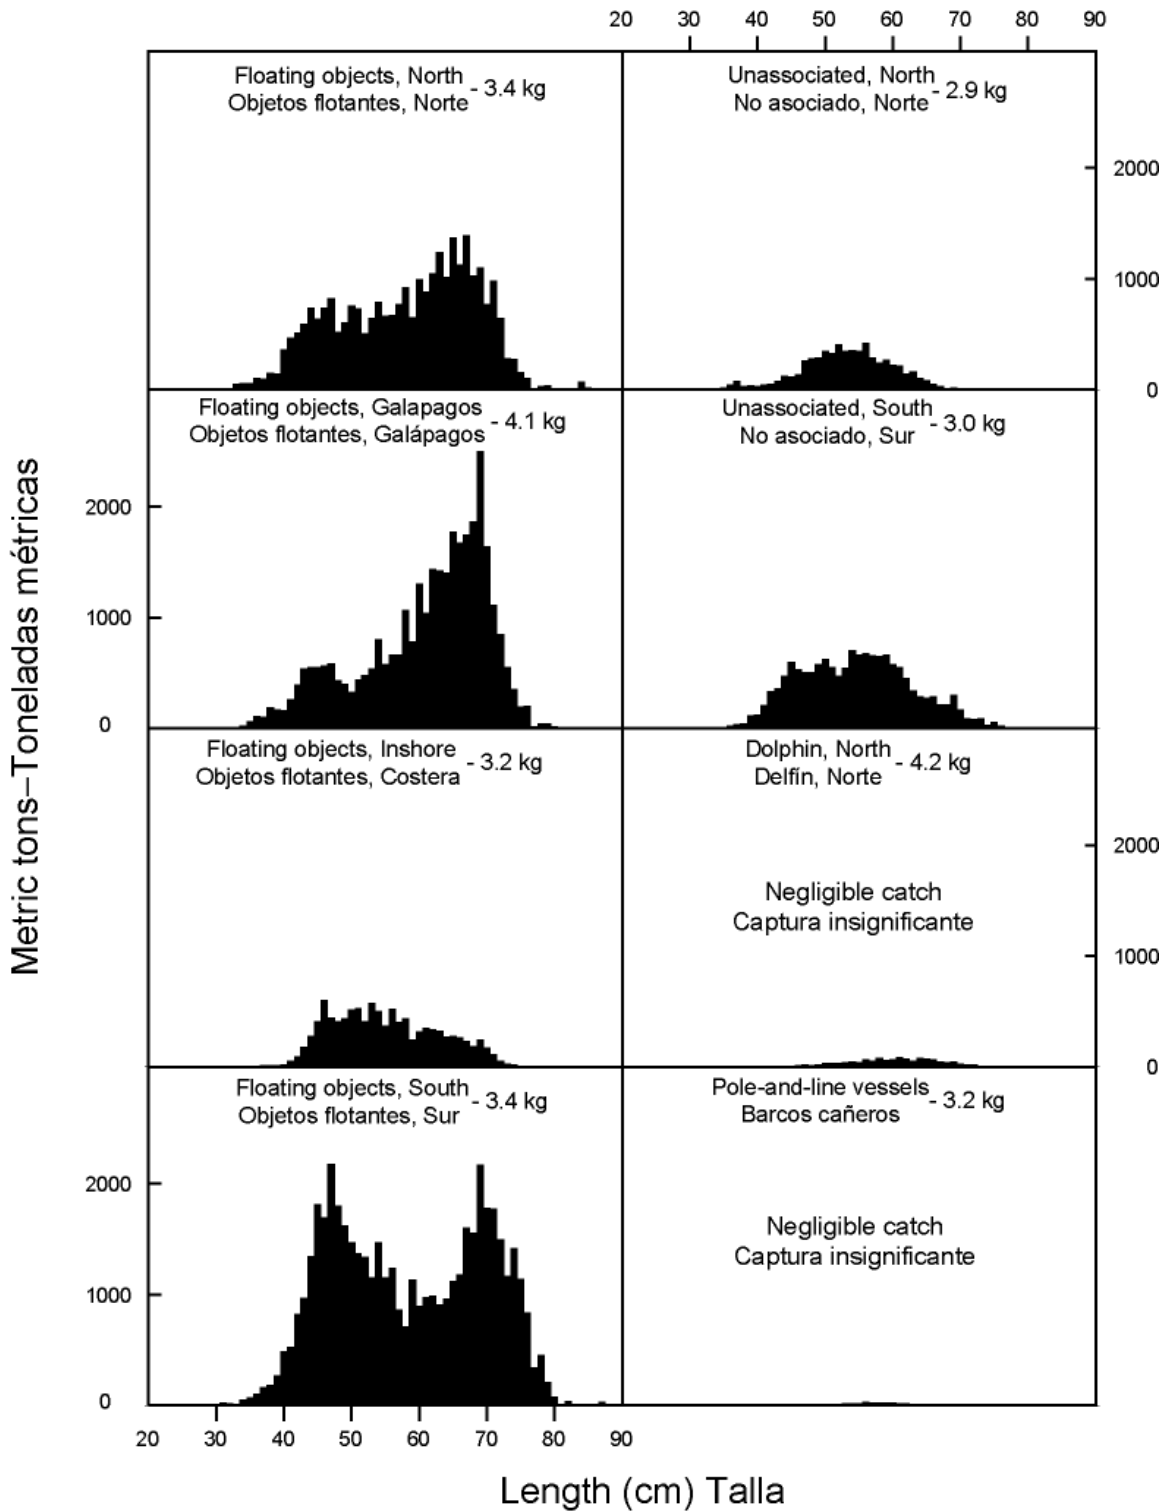 20 30 40 50 60 70 80 90
Floating objects, North
Objetos flotantes, Norte
- 3.4 kg
Unassociated, North
No asociado, Norte
- 2.9 kg
2000
1000
0
Floating objects, Galapagos
Objetos flotantes, Galápagos
- 4.1 kg
Unassociated, South
No asociado, Sur
- 3.0 kg
2000
1000
0
Floating objects, Inshore
Objetos flotantes, Costera
- 3.2 kg
Dolphin, North
Delfín, Norte
- 4.2 kg
Negligible catch
Captura insignificante
2000
1000
0
Floating objects, South
Objetos flotantes, Sur
- 3.4 kg
Pole-and-line vessels
Barcos cañeros
- 3.2 kg
Negligible catch
Captura insignificante
2000
1000
0
20 30 40 50 60 70 80 90
Metric tons–Toneladas métricas
Length (cm) Talla